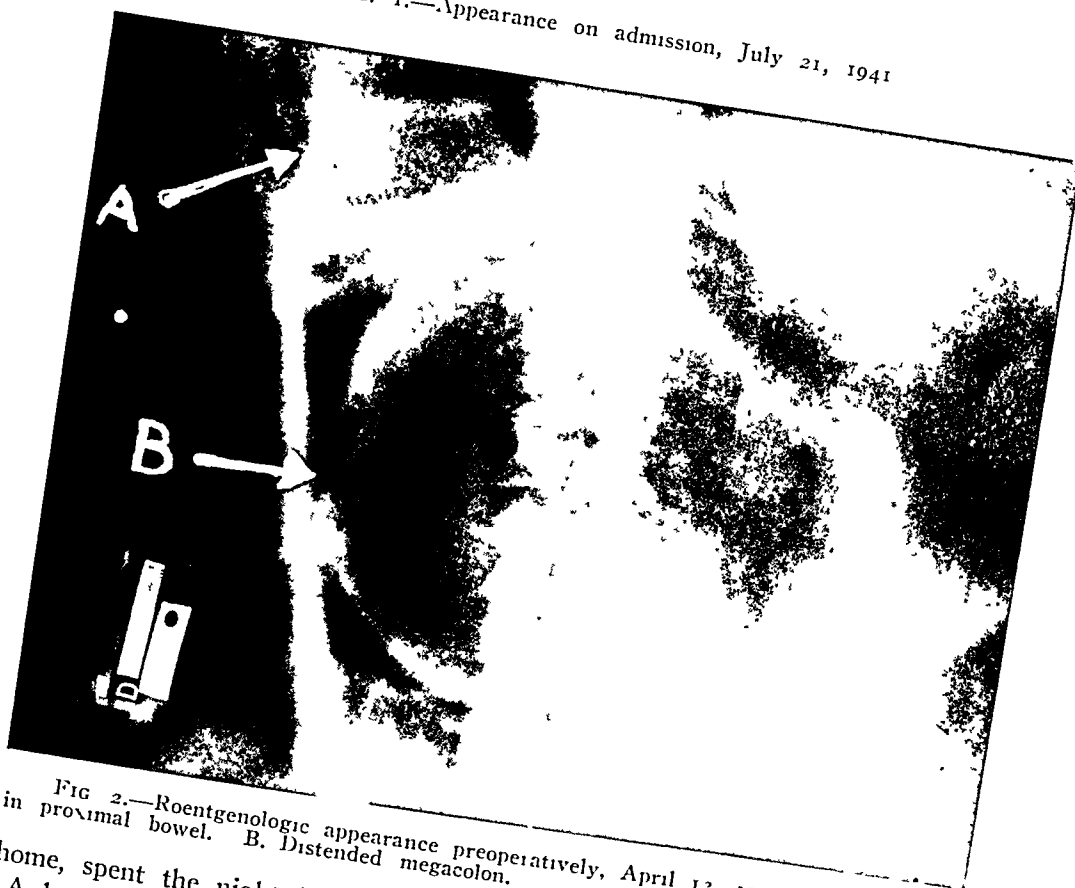 1.—Appearance on admission, July 21, 1941
A
B
D
FIG 2.—Roentgenologic appearance preoperatively, April
in proximal bowel. B. Distended megacolon.
home, spent the